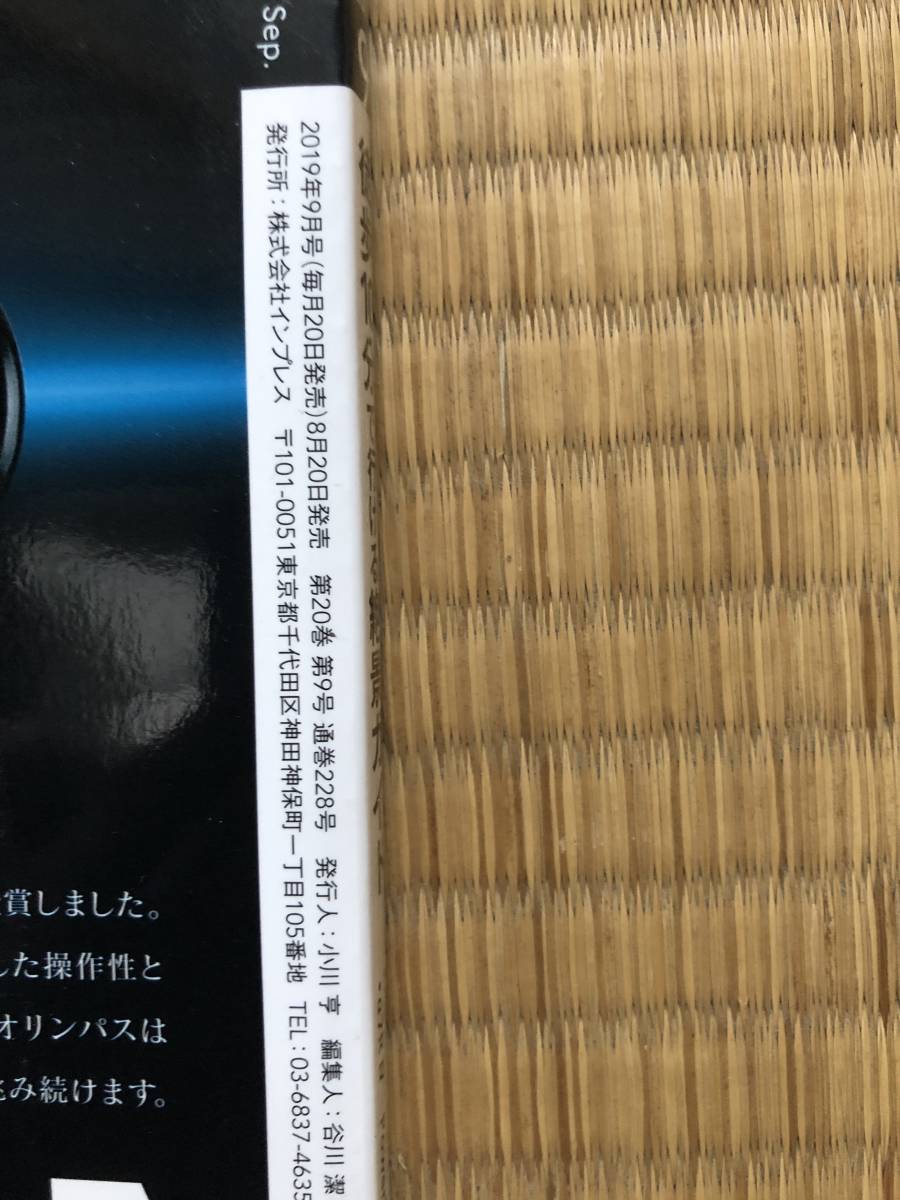 Sep.
2019年9月号(毎月20日発売)8月20日発売 第20巻 第9号 通巻228号 発行人:小川 亨 編集人:谷川 潔
発行所:株式会社インプレス 〒101-0051東京都千代田区神田神保町一丁目105番地 TEL:03-6837-4635
賞しました。
した操作性と
オリンパスは
み続けます。